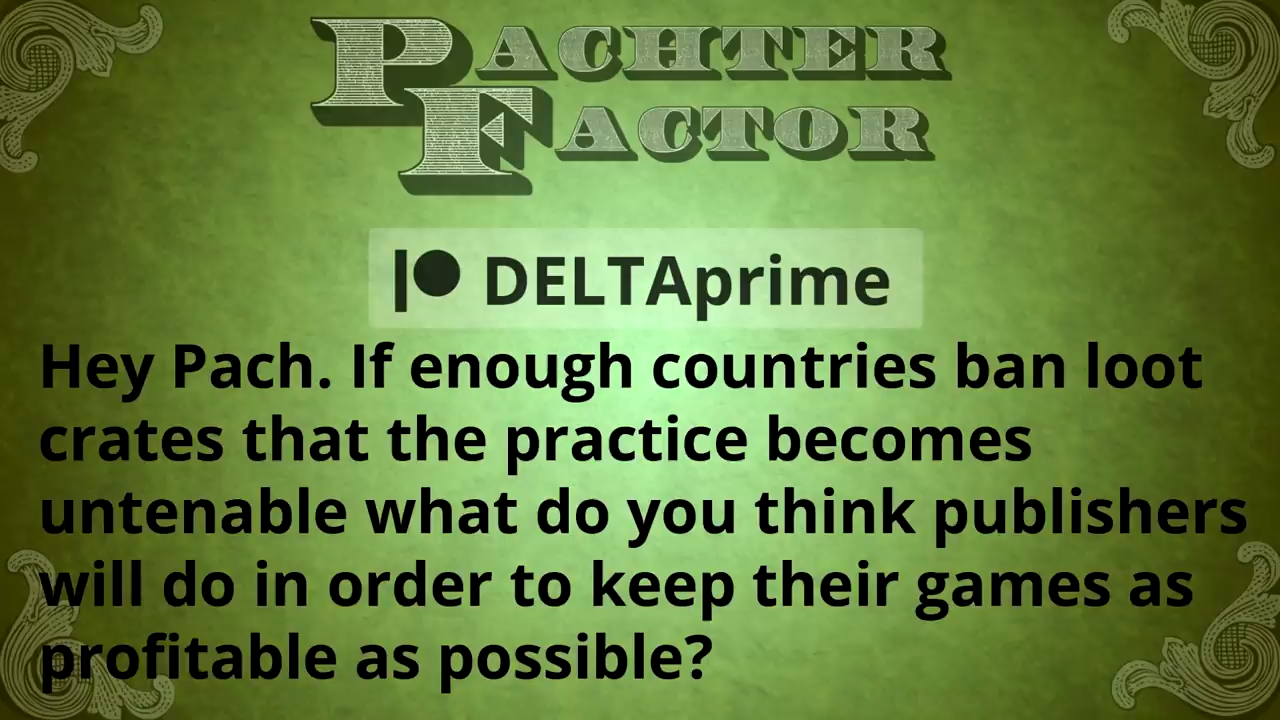 PACHTER
FACTOR
DELTAprime
Hey Pach. If enough countries ban loot
crates that the practice becomes
untenable what do you think publishers
will do in order to keep their games as
profitable as possible?